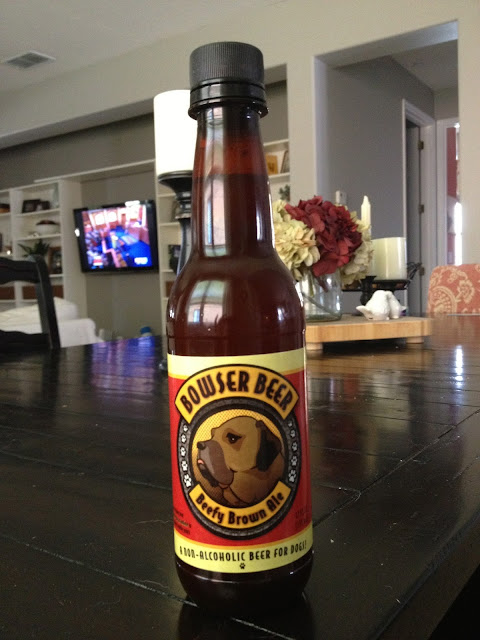 BOWSER BEER
Beefy Brown Ale
A NON-ALCOHOLIC BEER FOR DOGS!